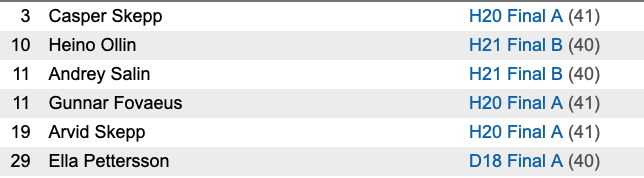 3 Casper Skepp H20 Final A (41)
10 Heino Ollin H21 Final B (40)
11 Andrey Salin H21 Final B (40)
11 Gunnar Fovaeus H20 Final A (41)
19 Arvid Skepp H20 Final A (41)
29 Ella Pettersson D18 Final A (40)